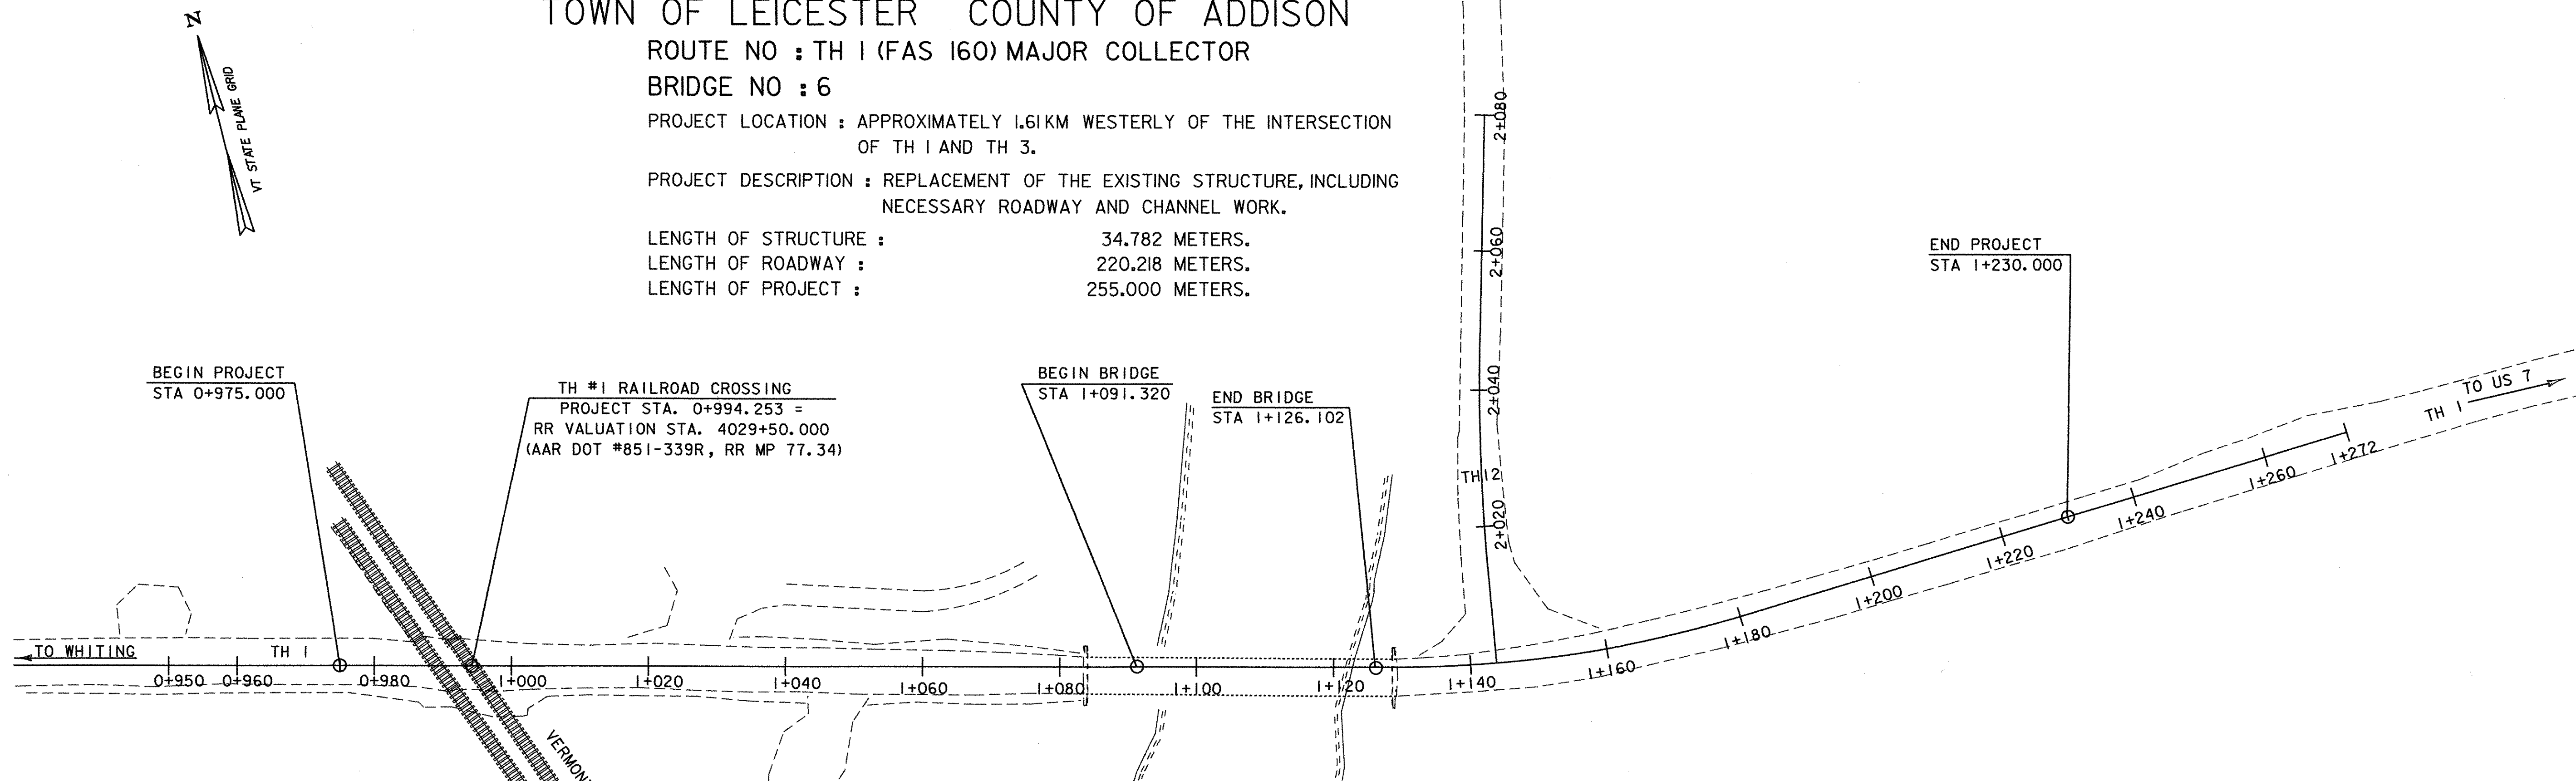 TOWN OF LEICESTER COUNTY OF ADDISON
ROUTE NO : TH 1 (FAS 160) MAJOR COLLECTOR
BRIDGE NO : 6
PROJECT LOCATION : APPROXIMATELY 1.61 KM WESTERLY OF THE INTERSECTION
OF TH 1 AND TH 3.
PROJECT DESCRIPTION : REPLACEMENT OF THE EXISTING STRUCTURE, INCLUDING
NECESSARY ROADWAY AND CHANNEL WORK.
LENGTH OF STRUCTURE : 34.782 METERS.
LENGTH OF ROADWAY : 220.218 METERS.
LENGTH OF PROJECT : 255.000 METERS.
N
VT STATE PLANE GRID
BEGIN PROJECT
STA 0+975.000
TH #1 RAILROAD CROSSING
PROJECT STA. 0+994.253 =
RR VALUATION STA. 4029+50.000
(AAR DOT #851-339R, RR MP 77.34)
BEGIN BRIDGE
STA 1+091.320
END BRIDGE
STA 1+126.102
END PROJECT
STA 1+230.000
2+080
2+060
2+040
2+020
TH 12
TO US 7
TH 1
TO WHITING
TH 1
0+950
0+960
0+980
1+000
1+020
1+040
1+060
1+080
1+100
1+120
1+140
1+160
1+180
1+200
1+220
1+240
1+260
1+272
VERMON